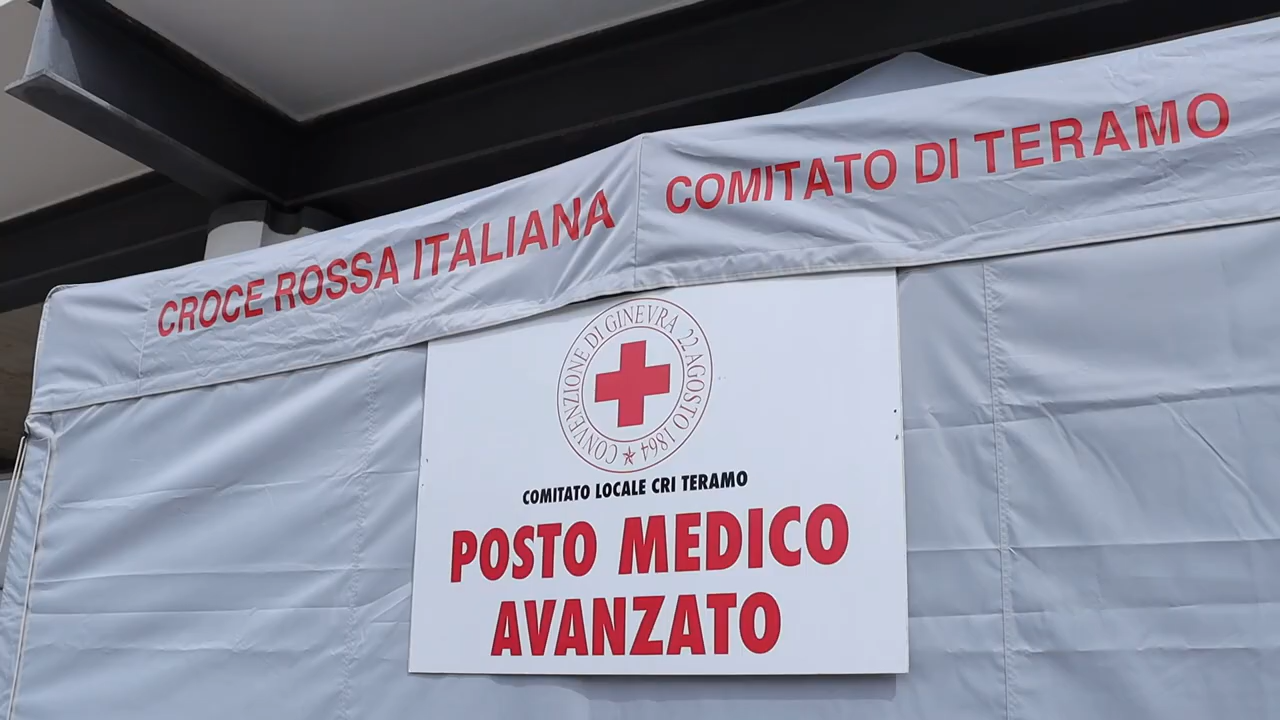 CROCE ROSSA ITALIANA
COMITATO DI TERAMO
CONVENZIONE DI GINEVRA 22 AGOSTO 1864
COMITATO LOCALE CRI TERAMO
POSTO MEDICO
AVANZATO